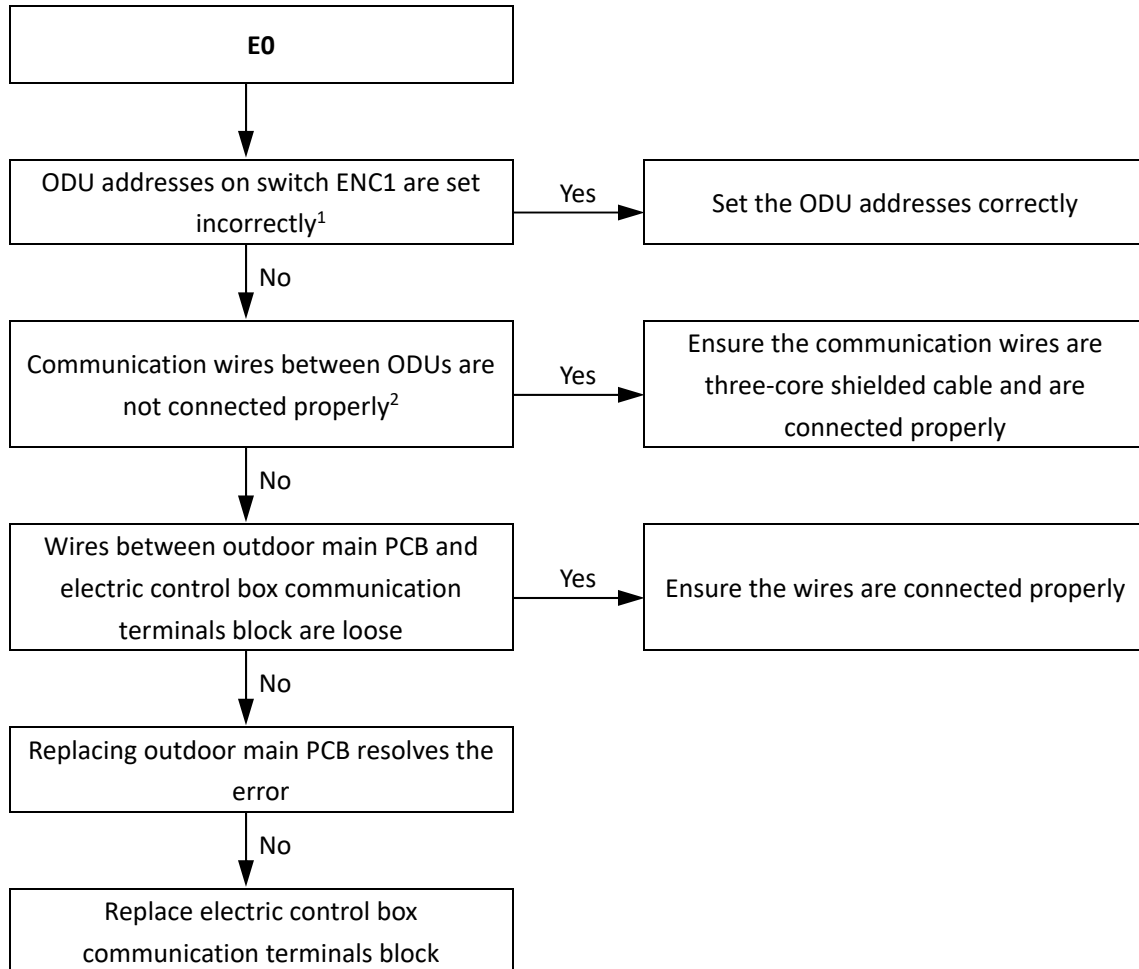 E0
ODU addresses on switch ENC1 are set
incorrectly1
Yes
Set the ODU addresses correctly
No
Communication wires between ODUs are
not connected properly2
Yes
Ensure the communication wires are
three-core shielded cable and are
connected properly
No
Wires between outdoor main PCB and
electric control box communication
terminals block are loose
Yes
Ensure the wires are connected properly
No
Replacing outdoor main PCB resolves the
error
No
Replace electric control box
communication terminals block